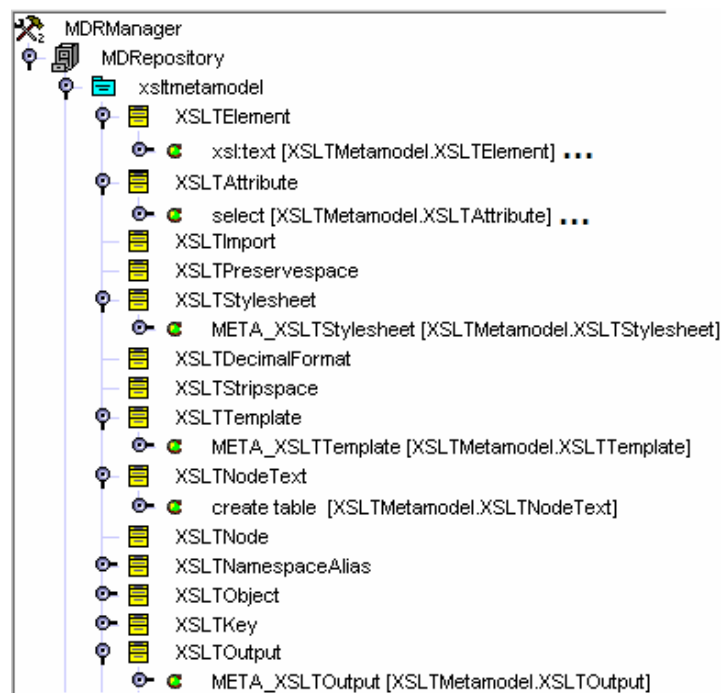 MDRManager
MDRepository
xsltmetamodel
XSLTElement
xsl:text [XSLTMetamodel.XSLTElement] ...
XSLTAttribute
select [XSLTMetamodel.XSLTAttribute] ...
XSLTImport
XSLTPreservespace
XSLTStylesheet
META_XSLTStylesheet [XSLTMetamodel.XSLTStylesheet]
XSLTDecimalFormat
XSLTStripspace
XSLTTemplate
META_XSLTTemplate [XSLTMetamodel.XSLTTemplate]
XSLTNodeText
create table [XSLTMetamodel.XSLTNodeText]
XSLTNode
XSLTNamespaceAlias
XSLTObject
XSLTKey
XSLTOutput
META_XSLTOutput [XSLTMetamodel.XSLTOutput]